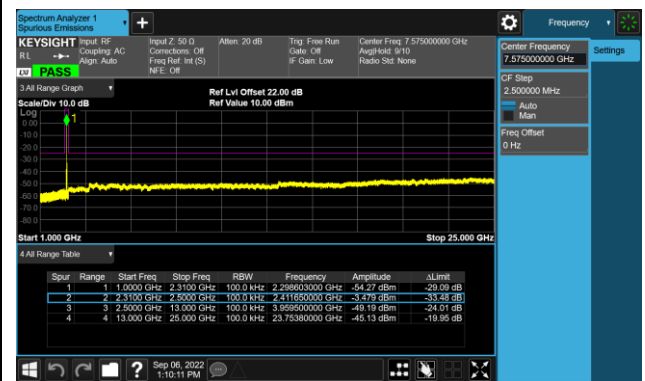 Spectrum Analyzer 1
Spurious Emissions
+
Frequency
KEYSIGHT
RL
LXI PASS
Input: RF
Coupling: AC
Align: Auto
Input Z: 50 Ω
Corrections: Off
Freq Ref: Int (S)
NFE: Off
Atten: 20 dB
Trig: Free Run
Gate: Off
IF Gain: Low
Center Freq: 7.575000000 GHz
Avg|Hold: 9/10
Radio Std: None
Center Frequency
7.575000000 GHz
Settings
CF Step
2.500000 MHz
Auto
Man
Freq Offset
0 Hz
3 All Range Graph
Scale/Div 10.0 dB
Ref Lvl Offset 22.00 dB
Ref Value 10.00 dBm
Log
0.00
-10.0
-20.0
-30.0
-40.0
-50.0
-60.0
-70.0
-80.0
1
Start 1.000 GHz
Stop 25.000 GHz
4 All Range Table
Spur Range Start Freq Stop Freq RBW Frequency Amplitude ΔLimit
1 1 1.0000 GHz 2.3100 GHz 100.0 kHz 2.298603000 GHz -54.27 dBm -29.09 dB
2 2 2.3100 GHz 2.5000 GHz 100.0 kHz 2.411650000 GHz -3.479 dBm -33.48 dB
3 3 2.5000 GHz 13.000 GHz 100.0 kHz 3.959500000 GHz -49.19 dBm -24.01 dB
4 4 13.000 GHz 25.000 GHz 100.0 kHz 23.75380000 GHz -45.13 dBm -19.95 dB
?
Sep 06, 2022
1:10:11 PM